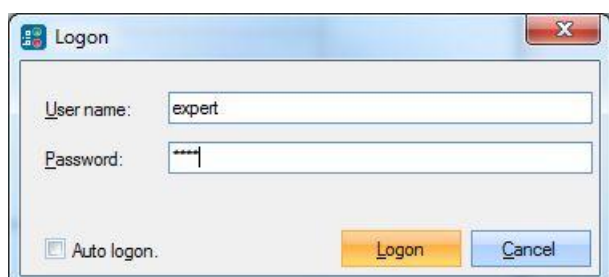 Logon
User name: expert
Password: ****
Auto logon. Logon Cancel